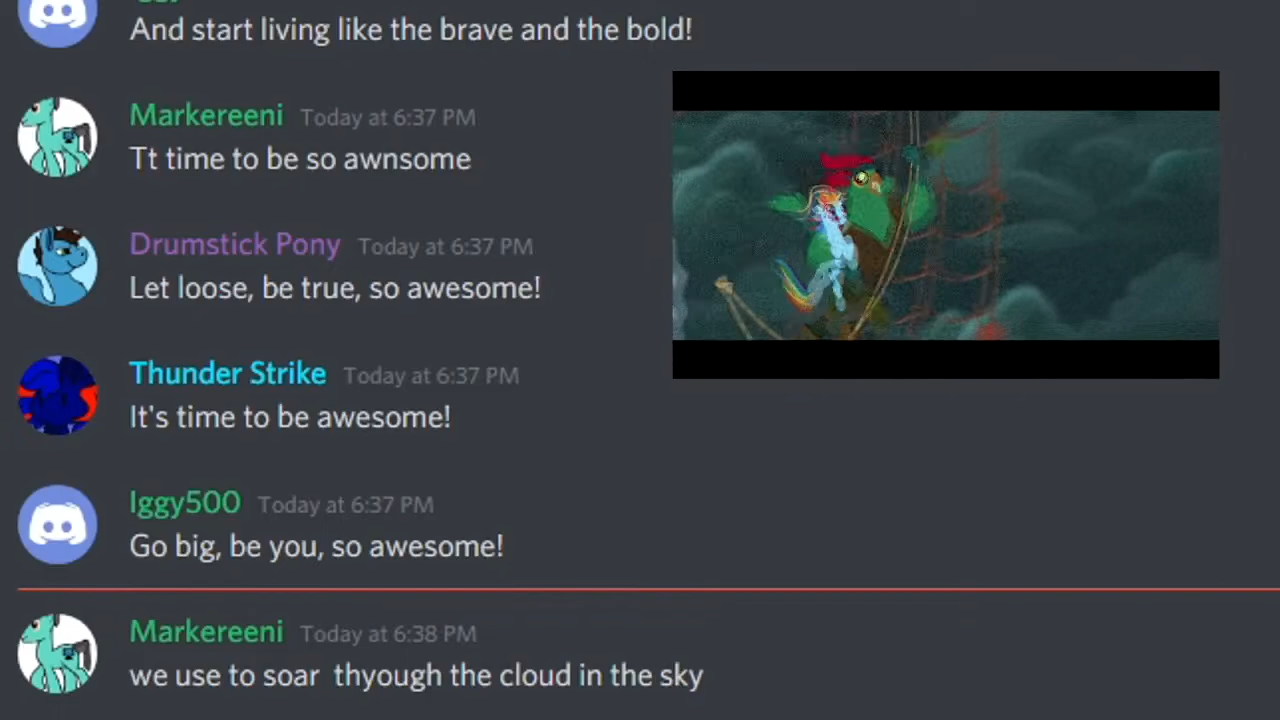 And start living like the brave and the bold!
Markereeni Today at 6:37 PM
Tt time to be so awnsome
Drumstick Pony Today at 6:37 PM
Let loose, be true, so awesome!
Thunder Strike Today at 6:37 PM
It's time to be awesome!
Iggy500 Today at 6:37 PM
Go big, be you, so awesome!
Markereeni Today at 6:38 PM
we use to soar  thyough the cloud in the sky